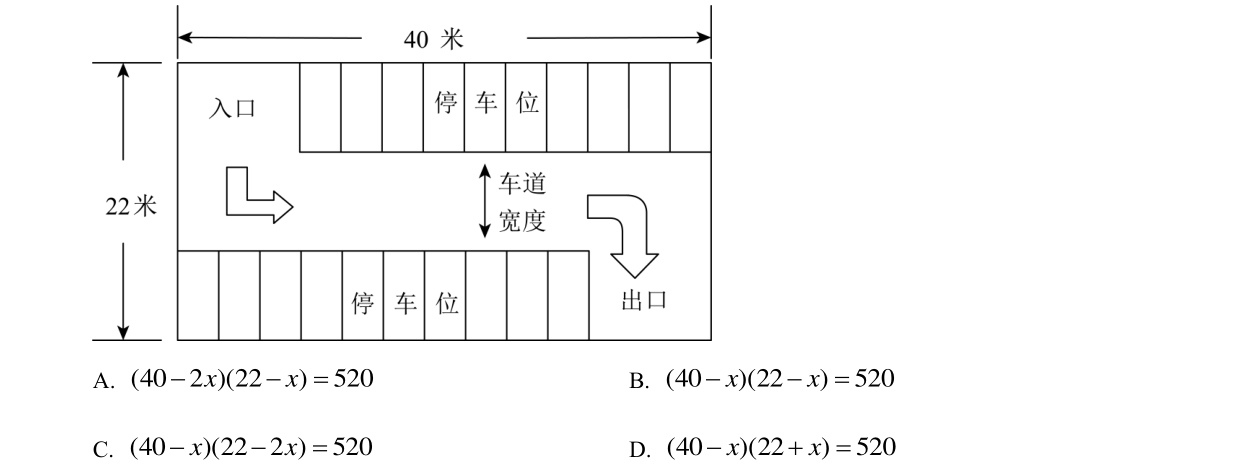 40 米
停 车 位
入口
车道
宽度
22米
停 车 位
出口
A. (40－2x)(22－x)＝520
B. (40－x)(22－x)＝520
C. (40－x)(22－2x)＝520
D. (40－x)(22＋x)＝520